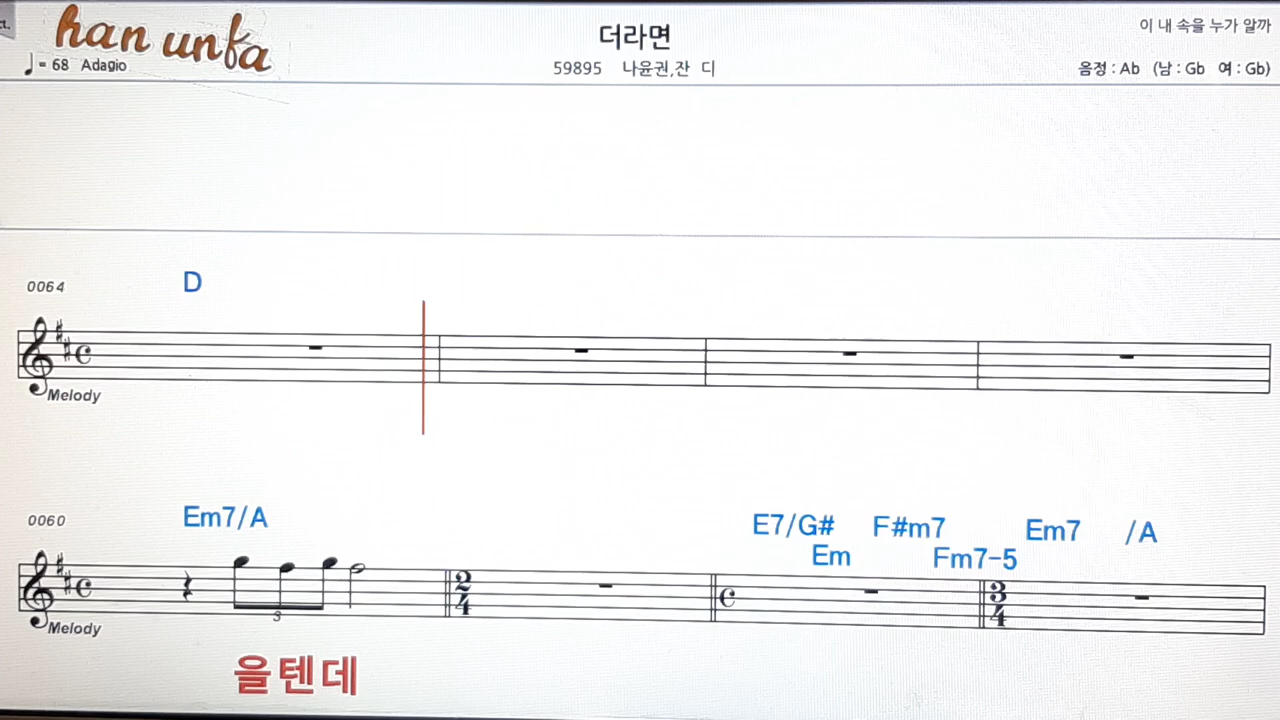 ct.
han unfa
더라면
이 내 속을 누가 알까
♩= 68 Adagio
59895 나윤권,잔 디
음정 : Ab (남 : Gb 여 : Gb)
0064
D
Melody
0060
Em7/A
E7/G# F#m7 Em7 /A
Em Fm7-5
3
2/4
3/4
Melody
을텐데